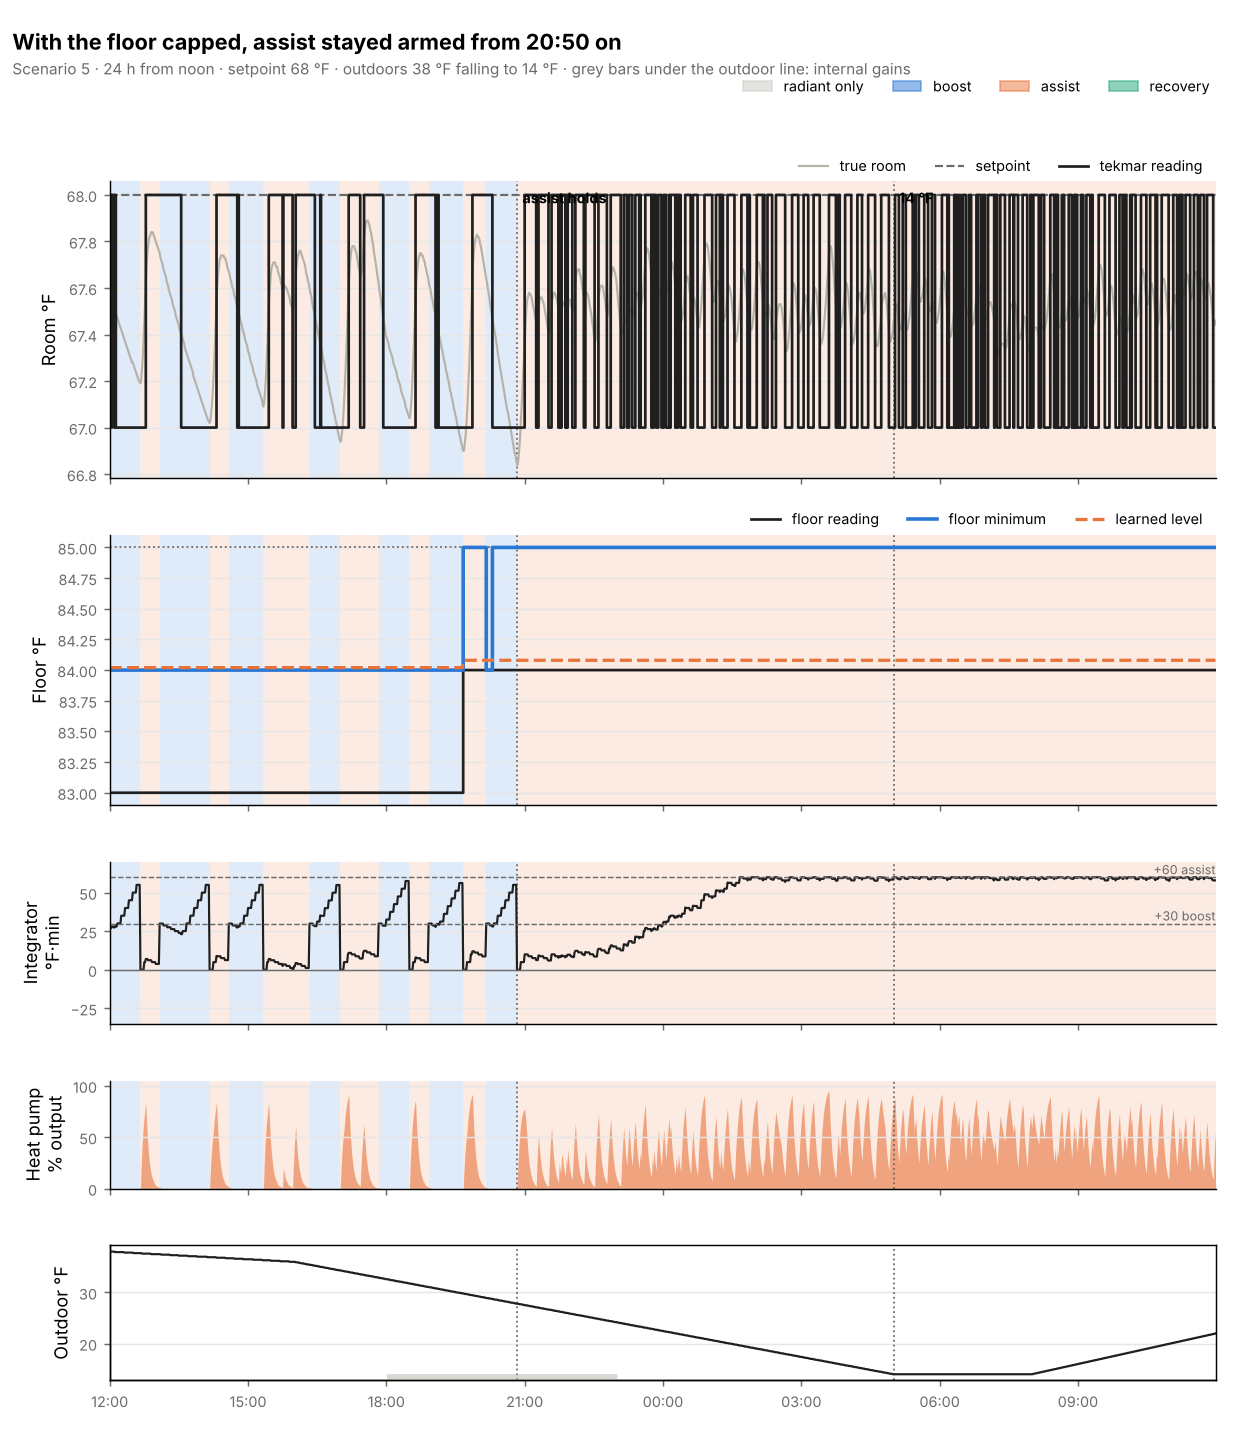 With the floor capped, assist stayed armed from 20:50 on
Scenario 5 · 24 h from noon · setpoint 68 °F · outdoors 38 °F falling to 14 °F · grey bars under the outdoor line: internal gains
radiant only boost assist recovery
true room setpoint tekmar reading
68.0
67.8
67.6
67.4
67.2
67.0
66.8
Room °F
assist holds
14 °F
floor reading floor minimum learned level
85.00
84.75
84.50
84.25
84.00
83.75
83.50
83.25
83.00
Floor °F
50
25
0
−25
Integrator
°F·min
+60 assist
+30 boost
100
50
0
Heat pump
% output
30
20
Outdoor °F
12:00 15:00 18:00 21:00 00:00 03:00 06:00 09:00